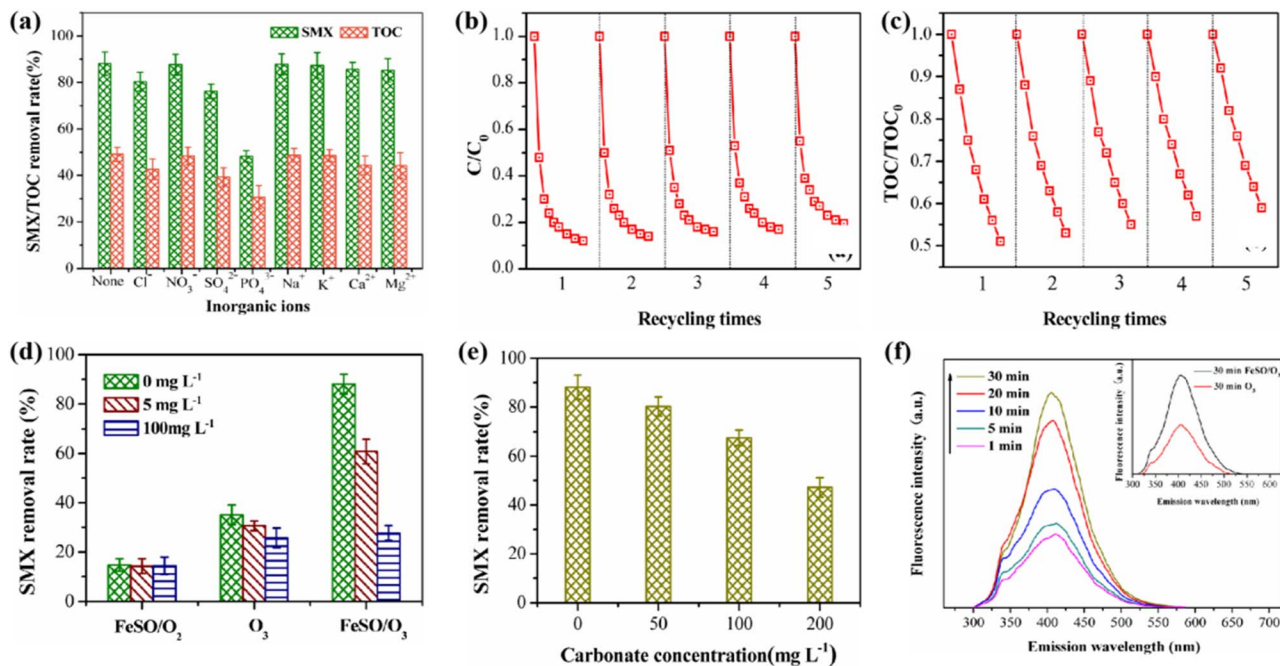 (a)
SMX/TOC removal rate(%)
100
80
60
40
20
0
SMX TOC
None Cl⁻ NO₃⁻ SO₄²⁻ PO₄³⁻ Na⁺ K⁺ Ca²⁺ Mg²⁺
Inorganic ions
(b)
C/C₀
1.0
0.8
0.6
0.4
0.2
0.0
1 2 3 4 5
Recycling times
(c)
TOC/TOC₀
1.0
0.9
0.8
0.7
0.6
0.5
1 2 3 4 5
Recycling times
(d)
SMX removal rate (%)
100
80
60
40
20
0
0 mg L⁻¹
5 mg L⁻¹
100mg L⁻¹
FeSO/O₂ O₃ FeSO/O₃
(e)
SMX removal rate(%)
100
80
60
40
20
0
0 50 100 200
Carbonate concentration(mg L⁻¹)
(f)
Fluorescence intensity (a.u.)
30 min
20 min
10 min
5 min
1 min
300 350 400 450 500 550 600 650 700
Emission wavelength (nm)
Fluorescence intensity (a.u.)
30 min FeSO/O₃
30 min O₃
300 350 400 450 500 550 600
Emission wavelength (nm)